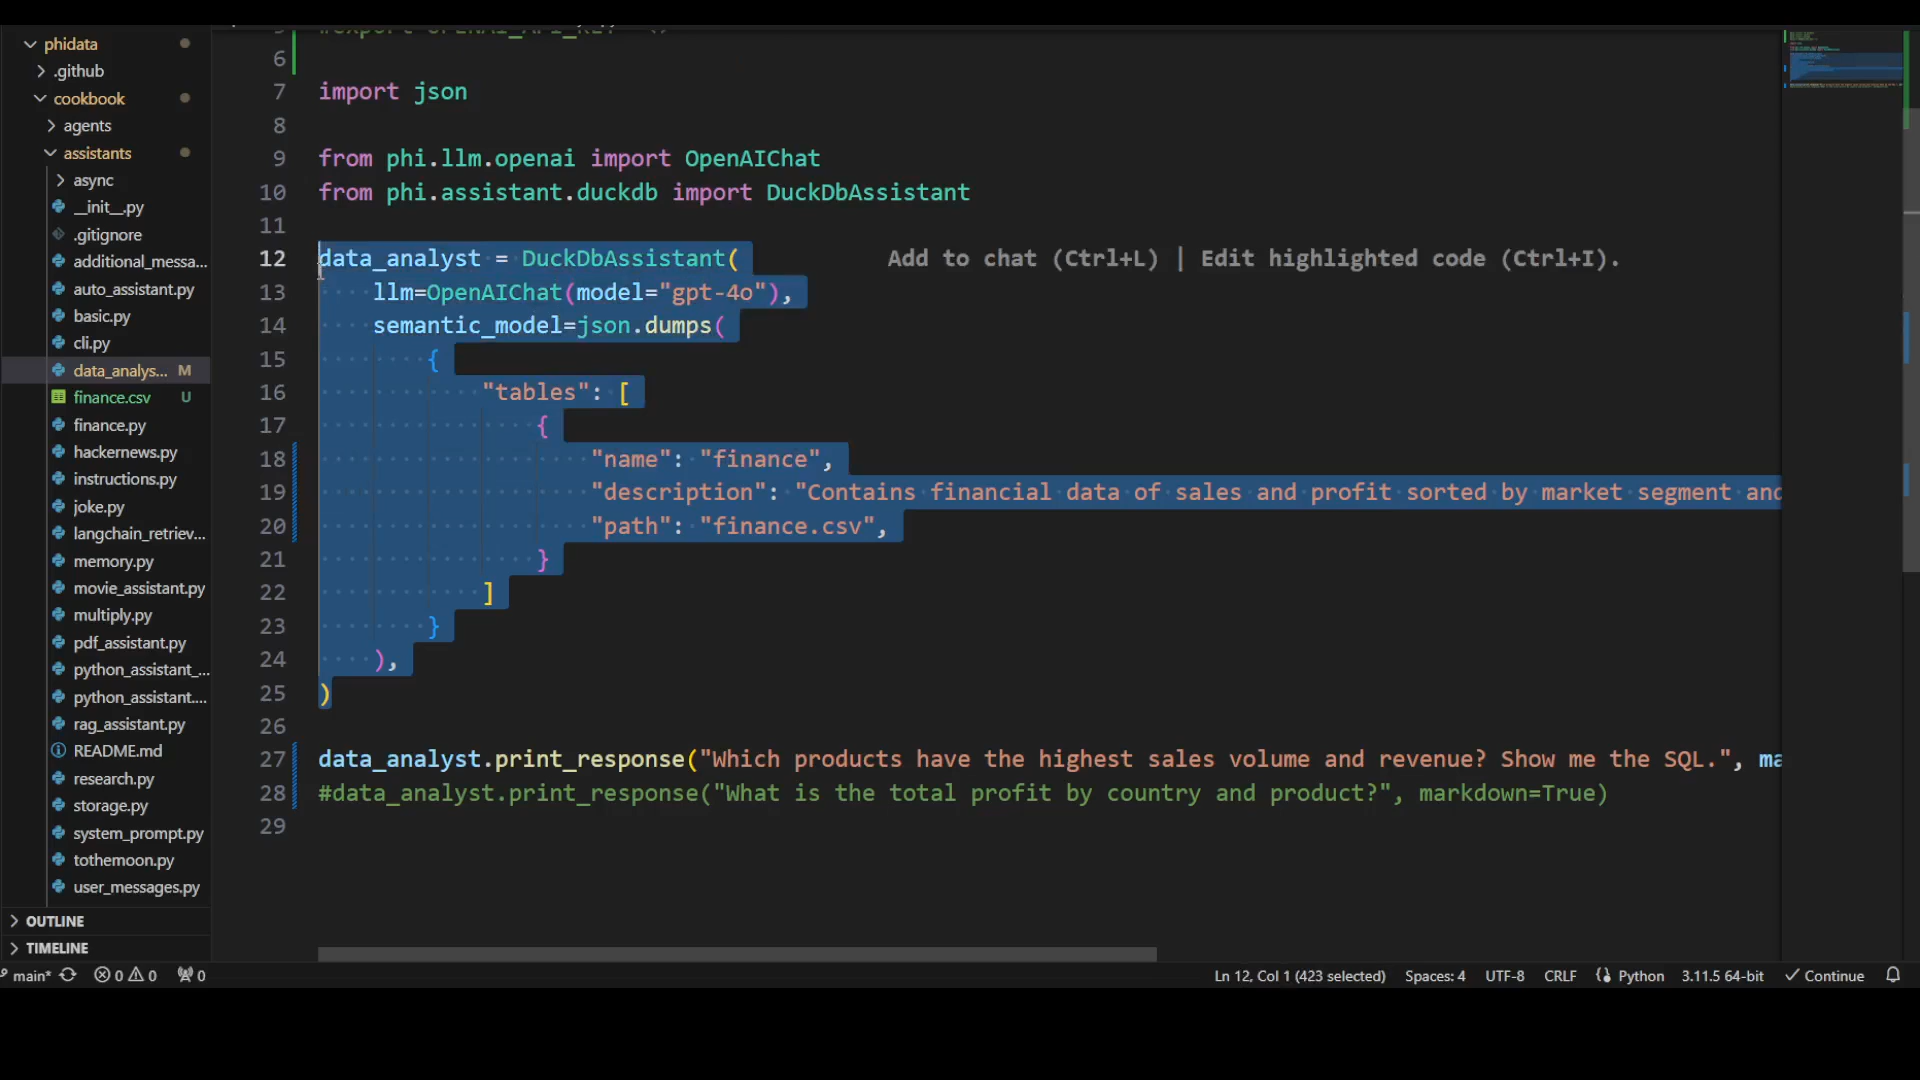 phidata
.github
cookbook
agents
assistants
async
__init__.py
.gitignore
additional_messa...
auto_assistant.py
basic.py
cli.py
data_analys... M
finance.csv U
finance.py
hackernews.py
instructions.py
joke.py
langchain_retriev...
memory.py
movie_assistant.py
multiply.py
pdf_assistant.py
python_assistant_...
python_assistant....
rag_assistant.py
README.md
research.py
storage.py
system_prompt.py
tothemoon.py
user_messages.py
OUTLINE
TIMELINE
5 #export OPENAI_API_KEY
6
7 import json
8
9 from phi.llm.openai import OpenAIChat
10 from phi.assistant.duckdb import DuckDbAssistant
11
12 data_analyst = DuckDbAssistant( Add to chat (Ctrl+L) | Edit highlighted code (Ctrl+I).
13 llm=OpenAIChat(model="gpt-4o"),
14 semantic_model=json.dumps(
15 {
16 "tables": [
17 {
18 "name": "finance",
19 "description": "Contains financial data of sales and profit sorted by market segment and
20 "path": "finance.csv",
21 }
22 ]
23 }
24 ),
25 )
26
27 data_analyst.print_response("Which products have the highest sales volume and revenue? Show me the SQL.", ma
28 #data_analyst.print_response("What is the total profit by country and product?", markdown=True)
29
main* 0 0 0 Ln 12, Col 1 (423 selected) Spaces: 4 UTF-8 CRLF Python 3.11.5 64-bit Continue